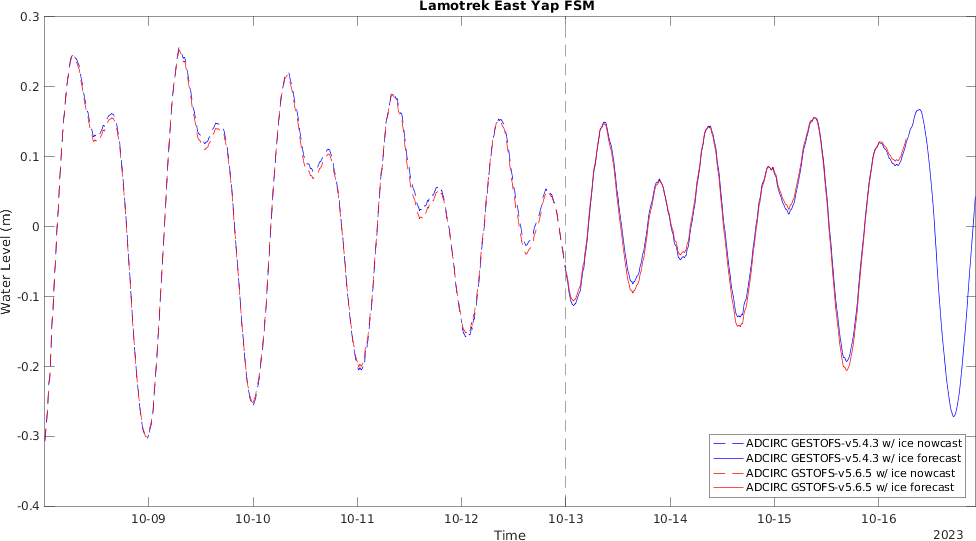 Lamotrek East Yap FSM
0.3
0.2
0.1
0
-0.1
-0.2
-0.3
-0.4
Water Level (m)
ADCIRC GESTOFS-v5.4.3 w/ ice nowcast
ADCIRC GESTOFS-v5.4.3 w/ ice forecast
ADCIRC GSTOFS-v5.6.5 w/ ice nowcast
ADCIRC GSTOFS-v5.6.5 w/ ice forecast
10-09 10-10 10-11 10-12 10-13 10-14 10-15 10-16
Time
2023